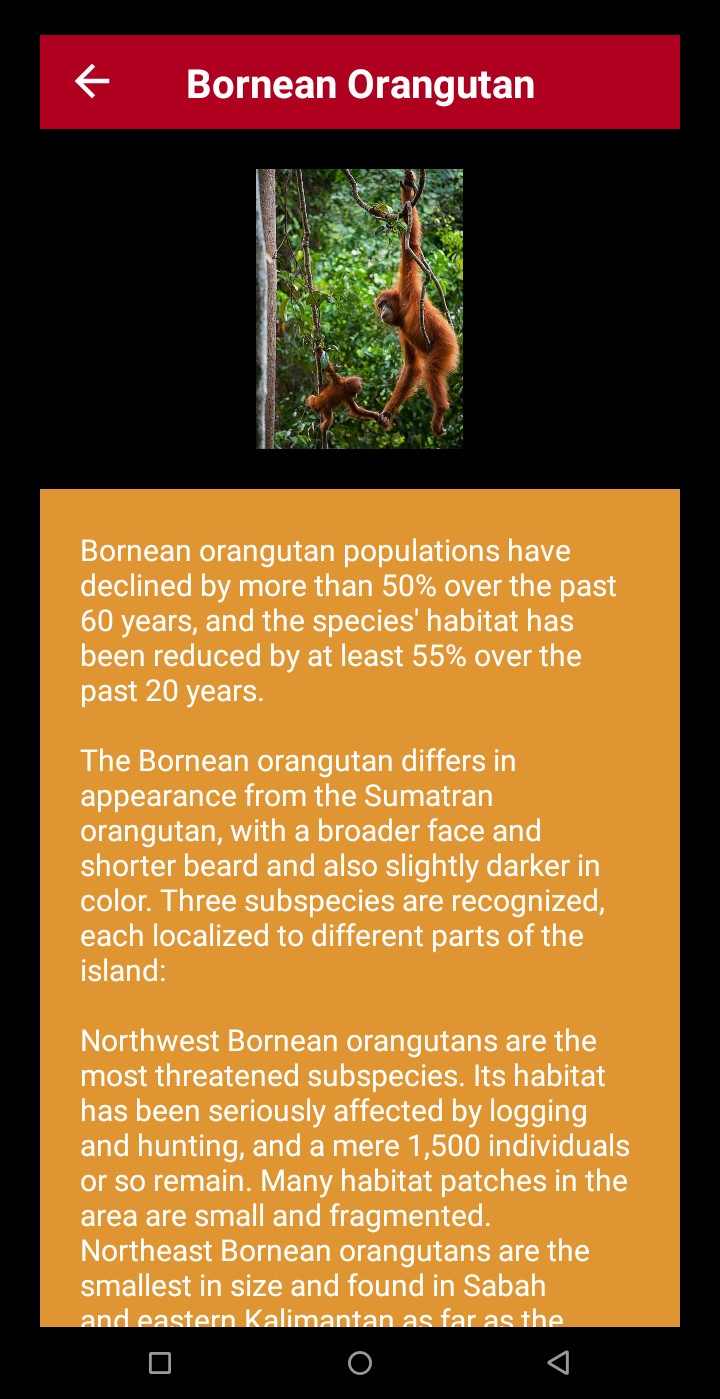 Bornean Orangutan
Bornean orangutan populations have
declined by more than 50% over the past
60 years, and the species' habitat has
been reduced by at least 55% over the
past 20 years.
The Bornean orangutan differs in
appearance from the Sumatran
orangutan, with a broader face and
shorter beard and also slightly darker in
color. Three subspecies are recognized,
each localized to different parts of the
island:
Northwest Bornean orangutans are the
most threatened subspecies. Its habitat
has been seriously affected by logging
and hunting, and a mere 1,500 individuals
or so remain. Many habitat patches in the
area are small and fragmented.
Northeast Bornean orangutans are the
smallest in size and found in Sabah
and eastern Kalimantan as far as the